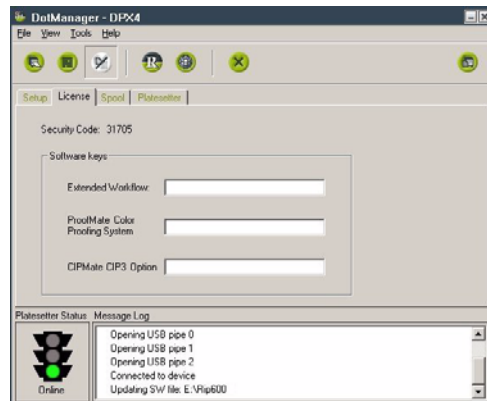 DotManager - DPX4
File View Tools Help
Setup License Spool Platesetter
Security Code: 31705
Software keys
Extended Workflow:
ProofMate Color
Proofing System
CIPMate CIP3 Option
Platesetter Status Message Log
Opening USB pipe 0
Opening USB pipe 1
Opening USB pipe 2
Connected to device
Updating SW file: E:\Rip600
Online